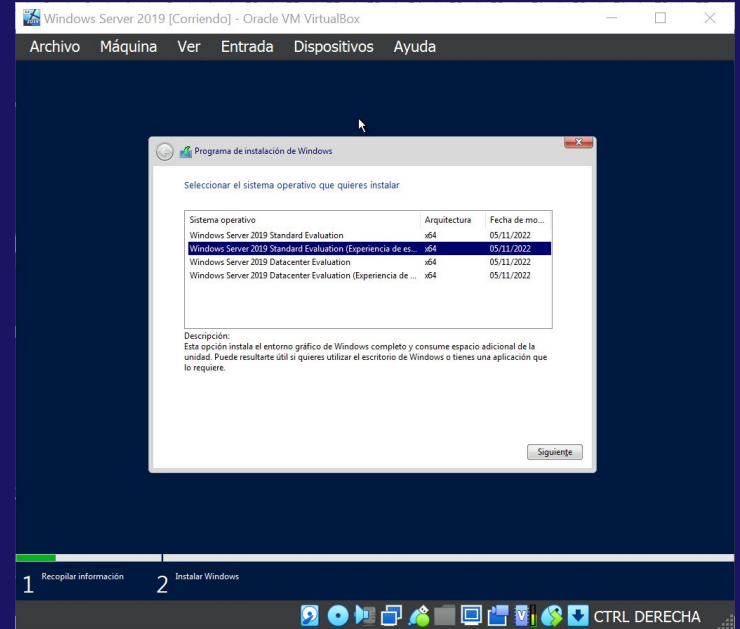 Windows Server 2019 [Corriendo] - Oracle VM VirtualBox
Archivo Máquina Ver Entrada Dispositivos Ayuda
Programa de instalación de Windows
Seleccionar el sistema operativo que quieres instalar
Sistema operativo Arquitectura Fecha de mo...
Windows Server 2019 Standard Evaluation x64 05/11/2022
Windows Server 2019 Standard Evaluation (Experiencia de es... x64 05/11/2022
Windows Server 2019 Datacenter Evaluation x64 05/11/2022
Windows Server 2019 Datacenter Evaluation (Experiencia de ... x64 05/11/2022
Descripción:
Esta opción instala el entorno gráfico de Windows completo y consume espacio adicional de la
unidad. Puede resultarte útil si quieres utilizar el escritorio de Windows o tienes una aplicación que
lo requiere.
Siguiente
1 Recopilar información 2 Instalar Windows
CTRL DERECHA